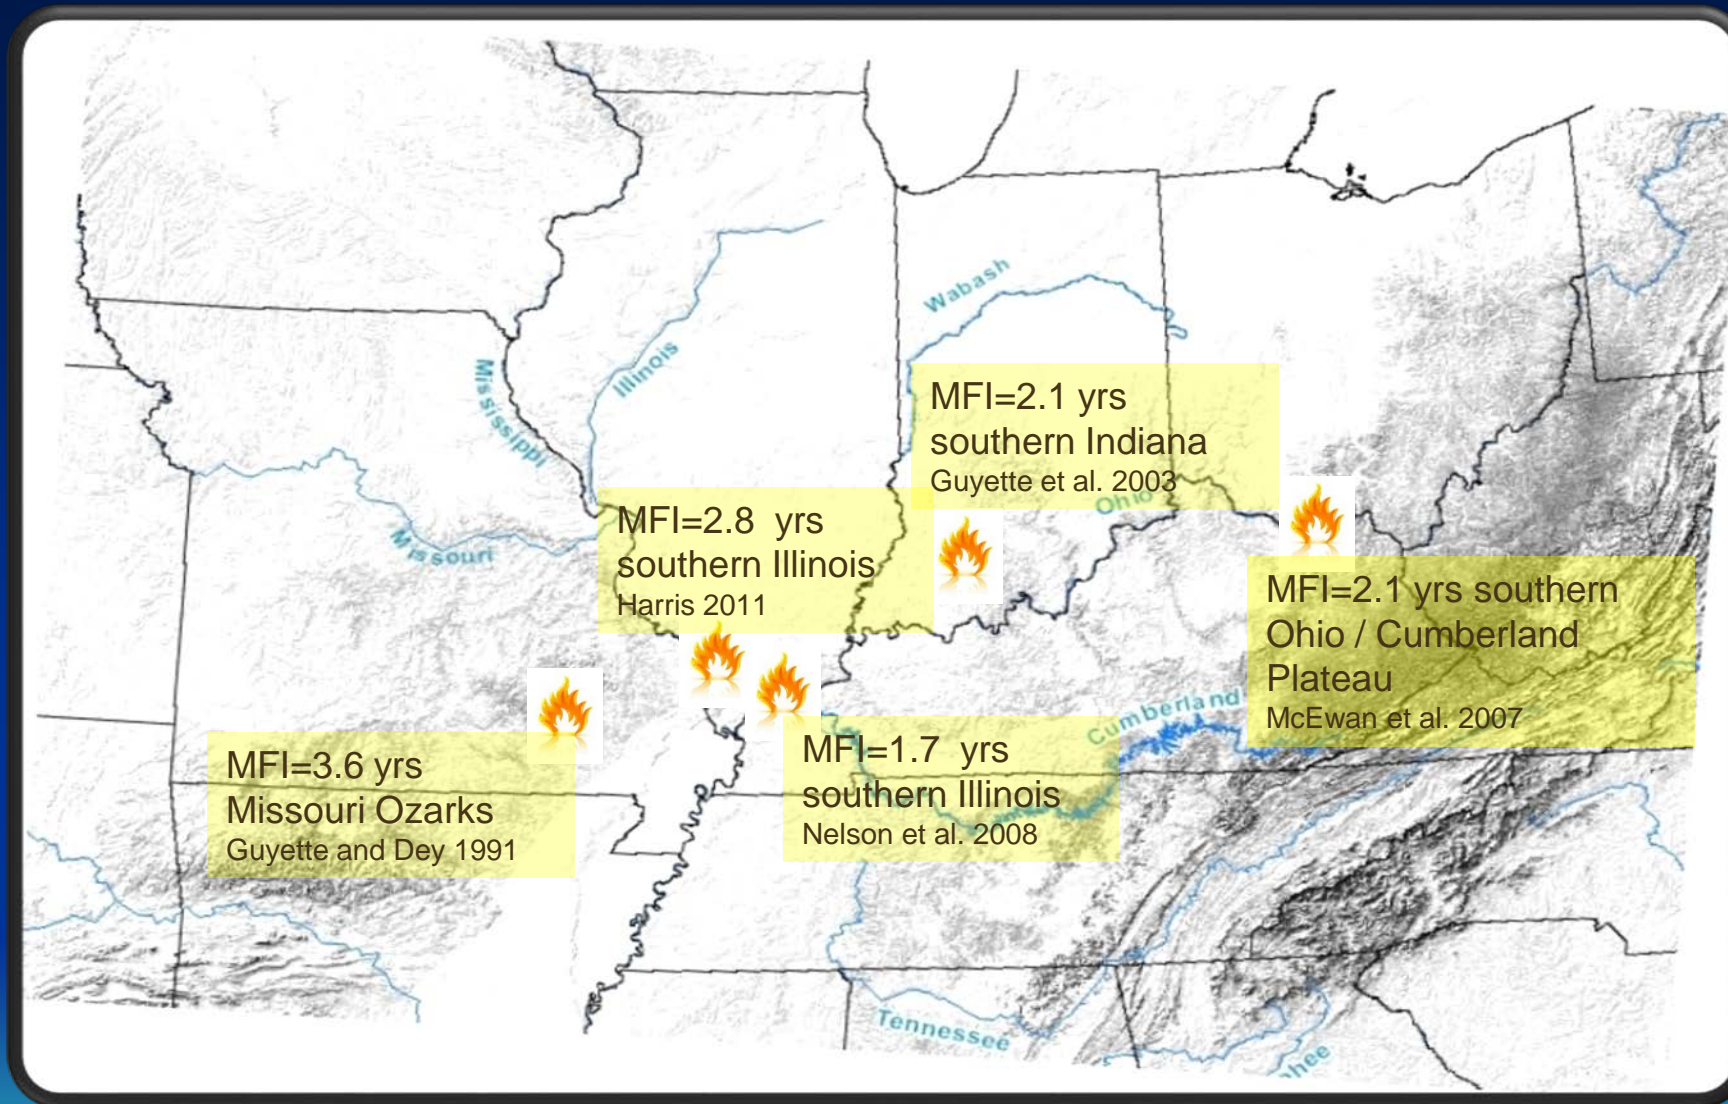 Wabash
Illinois
Mississippi
MFI=2.1 yrs
southern Indiana
Guyette et al. 2003
Ohio
MFI=2.8 yrs
southern Illinois
Harris 2011
Missouri
MFI=2.1 yrs southern
Ohio / Cumberland
Plateau
McEwan et al. 2007
Cumberland
MFI=3.6 yrs
Missouri Ozarks
Guyette and Dey 1991
MFI=1.7 yrs
southern Illinois
Nelson et al. 2008
Tennessee
hee